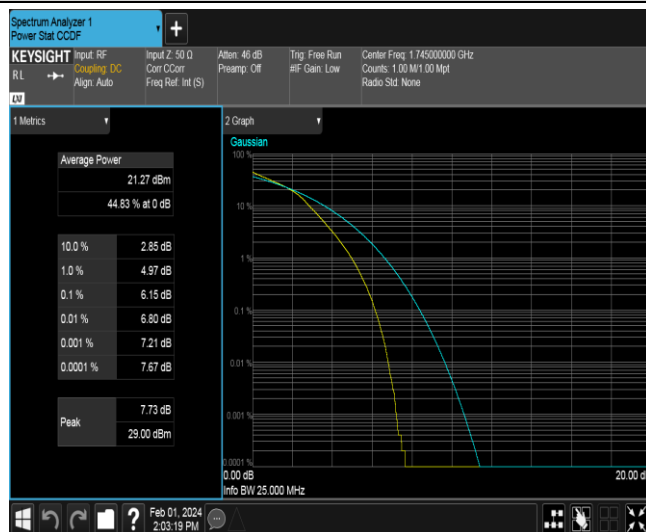 Spectrum Analyzer 1
Power Stat CCDF
+
KEYSIGHT Input: RF Input Z: 50 Ω Atten: 46 dB Trig: Free Run Center Freq: 1.745000000 GHz
RL Coupling: DC Corr CCorr Preamp: Off #IF Gain: Low Counts: 1.00 M/1.00 Mpt
Align: Auto Freq Ref: Int (S) Radio Std: None
LXI
1 Metrics
Average Power
21.27 dBm
44.83 % at 0 dB
10.0 % 2.85 dB
1.0 % 4.97 dB
0.1 % 6.15 dB
0.01 % 6.80 dB
0.001 % 7.21 dB
0.0001 % 7.67 dB
Peak 7.73 dB
29.00 dBm
2 Graph
Gaussian
100 %
10 %
1 %
0.1 %
0.01 %
0.001 %
0.0001 %
0.00 dB 20.00 d
Info BW 25.000 MHz
? Feb 01, 2024
2:03:19 PM